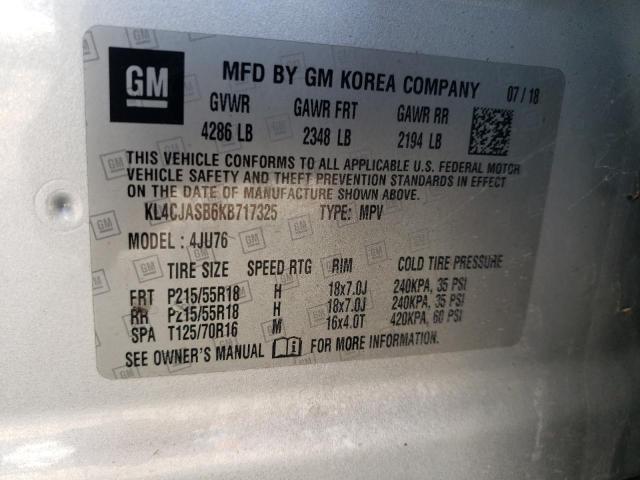 GM
MFD BY GM KOREA COMPANY 07 / 18
GVWR GAWR FRT GAWR RR
4286 LB 2348 LB 2194 LB
THIS VEHICLE CONFORMS TO ALL APPLICABLE U.S. FEDERAL MOTOR
VEHICLE SAFETY AND THEFT PREVENTION STANDARDS IN EFFECT
ON THE DATE OF MANUFACTURE SHOWN ABOVE.
KL4CJASB6KB717325 TYPE: MPV
MODEL : 4JU76
TIRE SIZE SPEED RTG RIM COLD TIRE PRESSURE
FRT P215/55R18 H 18x7.0J 240KPA, 35 PSI
RR P215/55R18 H 18x7.0J 240KPA, 35 PSI
SPA T125/70R16 M 16x4.0T 420KPA, 60 PSI
SEE OWNER'S MANUAL FOR MORE INFORMATION.